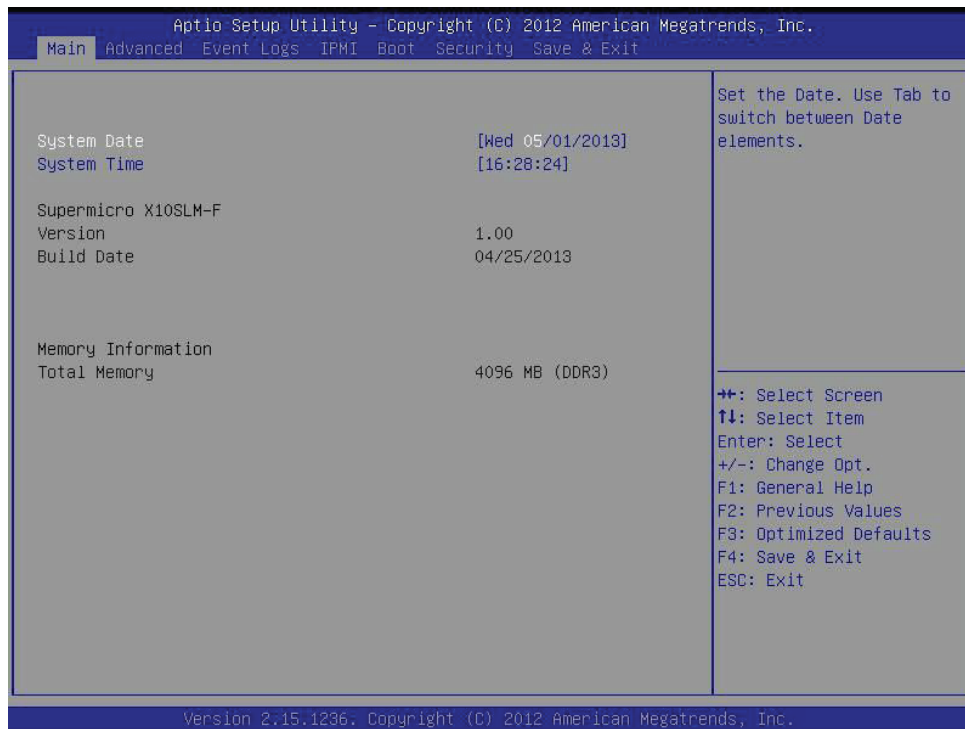 Aptio Setup Utility – Copyright (C) 2012 American Megatrends, Inc.
Main Advanced Event Logs IPMI Boot Security Save & Exit
System Date [Wed 05/01/2013]
System Time [16:28:24]
Supermicro X10SLM-F
Version 1.00
Build Date 04/25/2013
Memory Information
Total Memory 4096 MB (DDR3)
Set the Date. Use Tab to
switch between Date
elements.
→←: Select Screen
↑↓: Select Item
Enter: Select
+/-: Change Opt.
F1: General Help
F2: Previous Values
F3: Optimized Defaults
F4: Save & Exit
ESC: Exit
Version 2.15.1236. Copyright (C) 2012 American Megatrends, Inc.